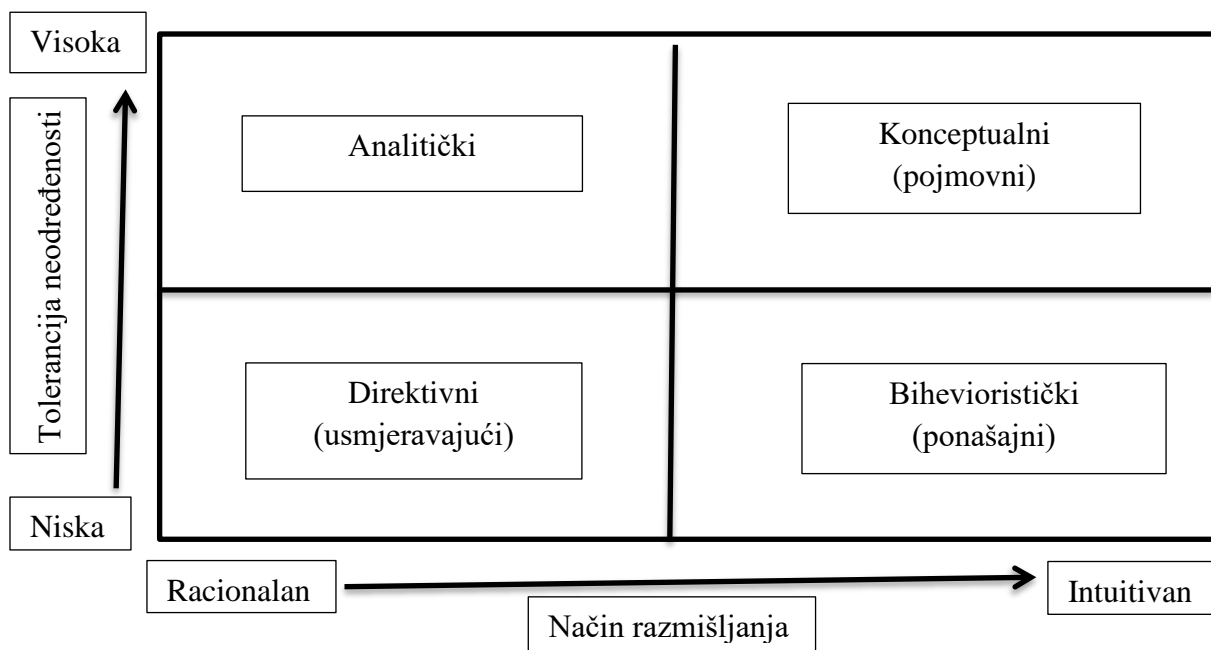 Visoka
Tolerancija neodređenosti
Niska
Analitički
Konceptualni
(pojmovni)
Direktivni
(usmjeravajući)
Bihevioristički
(ponašajni)
Racionalan
Intuitivan
Način razmišljanja